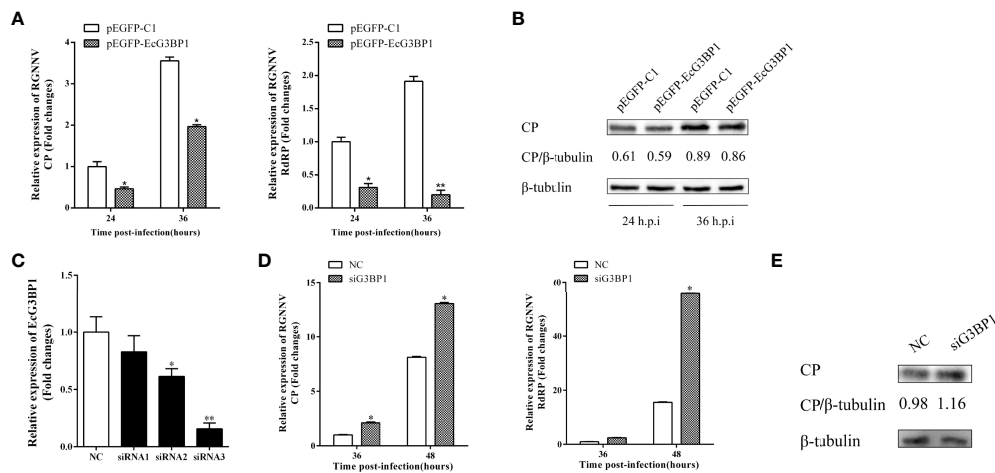 A
pEGFP-C1
pEGFP-EcG3BP1
Relative expression of RGNNV
CP (Fold changes)
4
3
2
1
0
*
*
24
36
Time post-infection(hours)
pEGFP-C1
pEGFP-EcG3BP1
Relative expression of RGNNV
RdRP (Fold changes)
2.5
2.0
1.5
1.0
0.5
0.0
*
**
24
36
Time post-infection(hours)
B
pEGFP-C1
pEGFP-EcG3BP1
pEGFP-C1
pEGFP-EcG3BP1
CP
CP/β-tubulin 0.61 0.59 0.89 0.86
β-tubulin
24 h.p.i 36 h.p.i
C
Relative expression of EcG3BP1
(Fold changes)
1.5
1.0
0.5
0.0
*
**
NC siRNA1 siRNA2 siRNA3
D
NC
siG3BP1
Relative expression of RGNNV
CP (Fold changes)
15
10
5
0
*
*
36
48
Time post-infection(hours)
NC
siG3BP1
Relative expression of RGNNV
RdRP (Fold changes)
60
40
20
0
*
36
48
Time post-infection(hours)
E
NC
siG3BP1
CP
CP/β-tubulin 0.98 1.16
β-tubulin